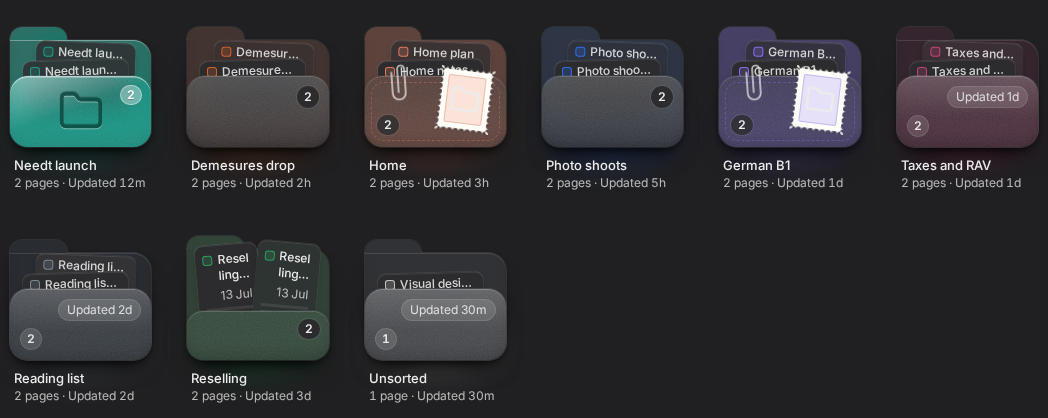 Needt lau...
Needt laun...
2
Needt launch
2 pages · Updated 12m
Demesur...
Demesure...
2
Demesures drop
2 pages · Updated 2h
Home plan
Home
2
Home
2 pages · Updated 3h
Photo sho...
Photo shoo...
2
Photo shoots
2 pages · Updated 5h
German B...
German B1
2
German B1
2 pages · Updated 1d
Taxes and...
Taxes and ...
Updated 1d
2
Taxes and RAV
2 pages · Updated 1d
Reading li...
Reading lis...
Updated 2d
2
Reading list
2 pages · Updated 2d
Resel
ling...
13 Jul
Resel
ling...
13 Jul
2
Reselling
2 pages · Updated 3d
Visual desi...
Updated 30m
1
Unsorted
1 page · Updated 30m